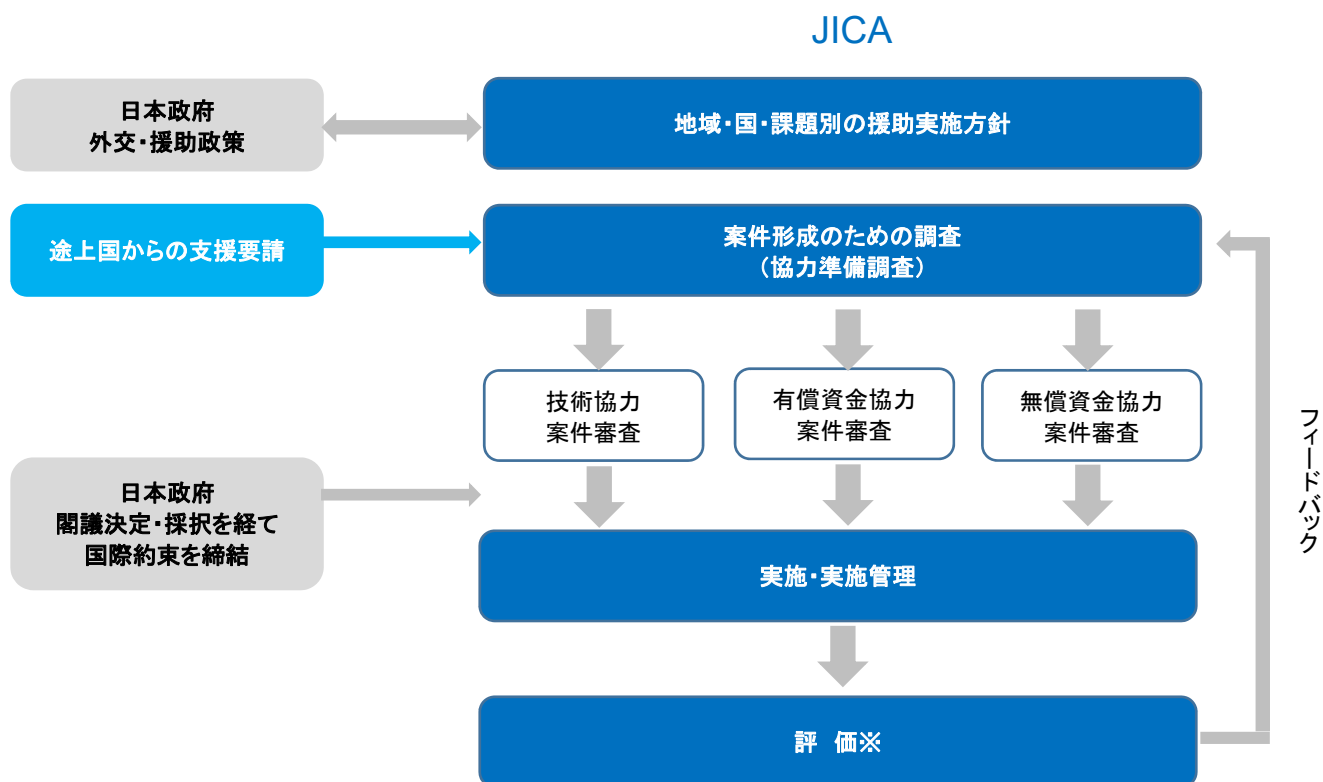 JICA
日本政府
外交・援助政策
地域・国・課題別の援助実施方針
途上国からの支援要請
案件形成のための調査
（協力準備調査）
技術協力
案件審査
有償資金協力
案件審査
無償資金協力
案件審査
フィードバック
日本政府
閣議決定・採択を経て
国際約束を締結
実施・実施管理
評 価※